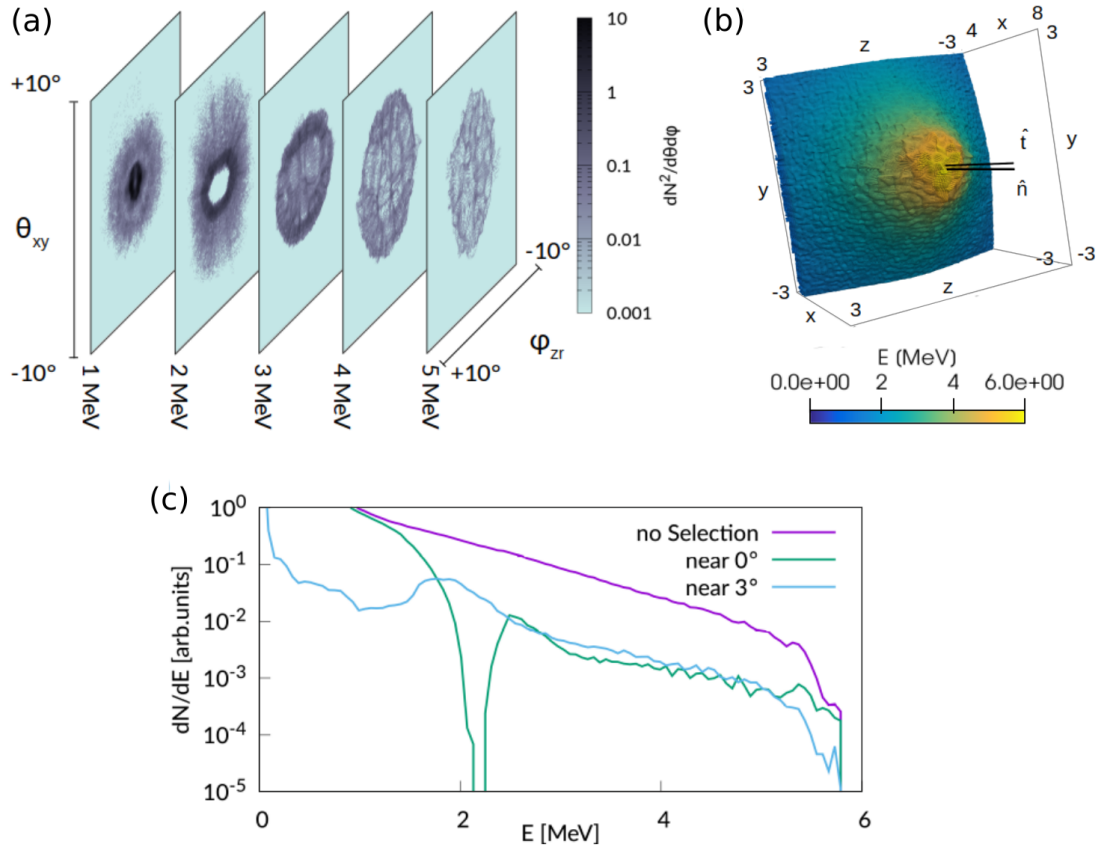 (a)
+10°
θxy
-10°
1 MeV
2 MeV
3 MeV
4 MeV
5 MeV
-10°
φzr
+10°
10
1
0.1
0.01
0.001
dN²/dθdφ
(b)
3
3
z
-3
4
x
8
3
t̂
n̂
y
y
-3
x
3
z
-3
-3
E [MeV]
0.0e+00 2 4 6.0e+00
(c)
10⁰
10⁻¹
10⁻²
10⁻³
10⁻⁴
10⁻⁵
dN/dE [arb.units]
no Selection
near 0°
near 3°
0 2 4 6
E [MeV]